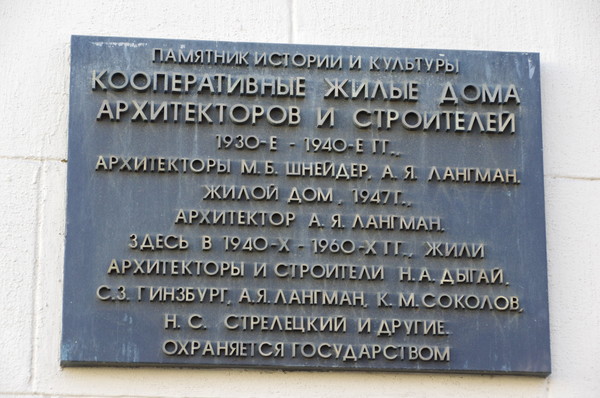 ПАМЯТНИК ИСТОРИИ И КУЛЬТУРЫ
КООПЕРАТИВНЫЕ ЖИЛЫЕ ДОМА
АРХИТЕКТОРОВ И СТРОИТЕЛЕЙ
1930-Е - 1940-Е ГГ.,
АРХИТЕКТОРЫ М.Б. ШНЕЙДЕР, А.Я. ЛАНГМАН.
ЖИЛОЙ ДОМ, 1947Г.,
АРХИТЕКТОР А.Я. ЛАНГМАН.
ЗДЕСЬ В 1940-Х - 1960-Х ГГ., ЖИЛИ
АРХИТЕКТОРЫ И СТРОИТЕЛИ Н.А. ДЫГАЙ,
С.З. ГИНЗБУРГ, А.Я. ЛАНГМАН, К.М. СОКОЛОВ,
Н.С. СТРЕЛЕЦКИЙ И ДРУГИЕ.
ОХРАНЯЕТСЯ ГОСУДАРСТВОМ